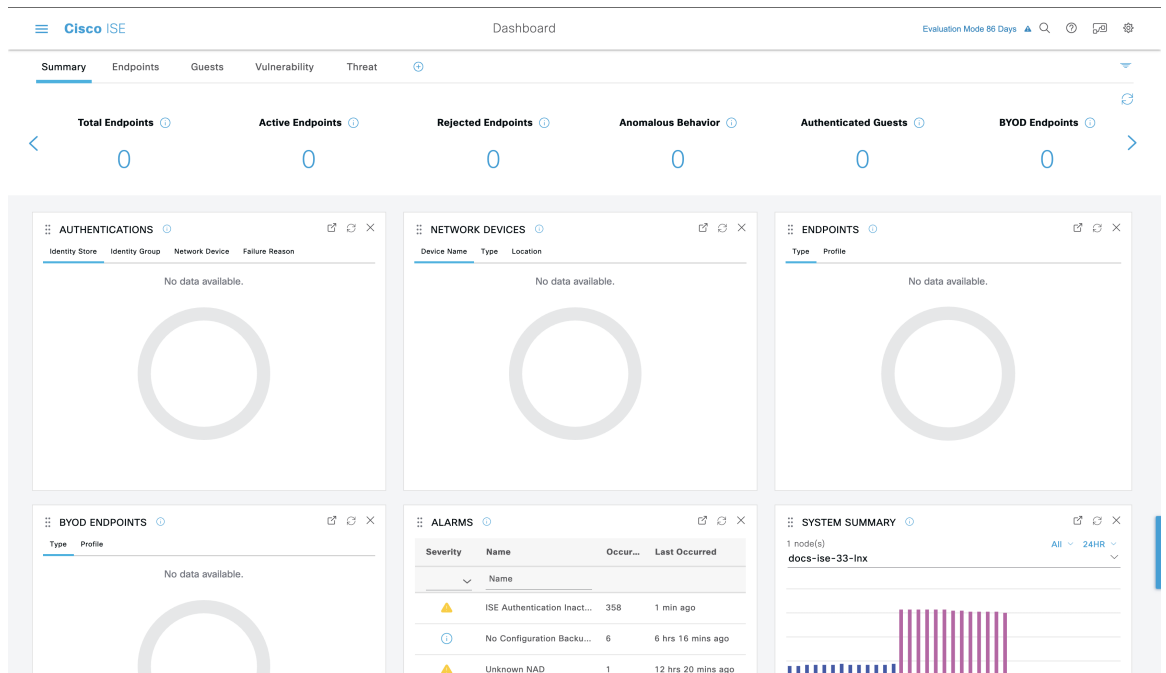 Cisco ISE
Dashboard
Evaluation Mode 86 Days
Summary Endpoints Guests Vulnerability Threat
Total Endpoints Active Endpoints Rejected Endpoints Anomalous Behavior Authenticated Guests BYOD Endpoints
0 0 0 0 0 0
AUTHENTICATIONS
Identity Store Identity Group Network Device Failure Reason
No data available.
NETWORK DEVICES
Device Name Type Location
No data available.
ENDPOINTS
Type Profile
No data available.
BYOD ENDPOINTS
Type Profile
No data available.
ALARMS
Severity Name Occur... Last Occurred
Name
ISE Authentication Inact... 358 1 min ago
No Configuration Backu... 6 6 hrs 16 mins ago
Unknown NAD 1 12 hrs 20 mins ago
SYSTEM SUMMARY
1 node(s) All 24HR
docs-ise-33-lnx